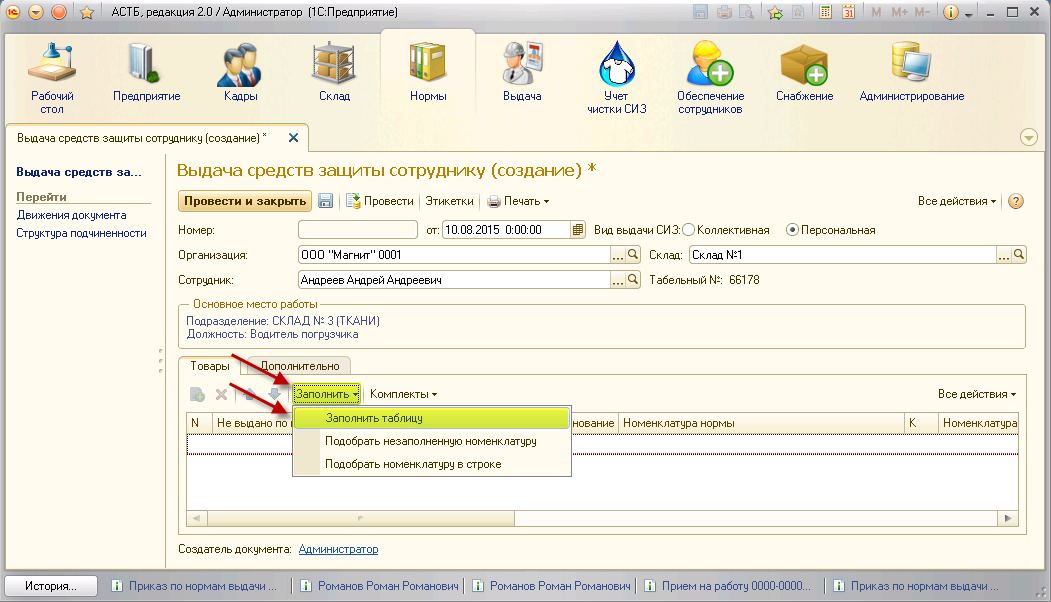 АСТБ, редакция 2.0 / Администратор (1С:Предприятие)
M M+ M-
Рабочий стол
Предприятие
Кадры
Склад
Нормы
Выдача
Учет чистки СИЗ
Обеспечение сотрудников
Снабжение
Администрирование
Выдача средств защиты сотруднику (создание) *
Выдача средств за...
Перейти
Движения документа
Структура подчиненности
Выдача средств защиты сотруднику (создание) *
Провести и закрыть Провести Этикетки Печать Все действия
Номер: от: 10.08.2015 0:00:00 Вид выдачи СИЗ: Коллективная Персональная
Организация: ООО "Магнит" 0001 ... Склад: Склад №1 ...
Сотрудник: Андреев Андрей Андреевич ... Табельный №: 66178
Основное место работы
Подразделение: СКЛАД № 3 (ТКАНИ)
Должность: Водитель погрузчика
Товары Дополнительно
Заполнить Комплекты Все действия
N Не выдано по нование Номенклатура нормы К Номенклатура
Заполнить таблицу
Подобрать незаполненную номенклатуру
Подобрать номенклатуру в строке
Создатель документа: Администратор
История... Приказ по нормам выдачи ... Романов Роман Романович Романов Роман Романович Прием на работу 0000-0000... Приказ по нормам выдачи ...